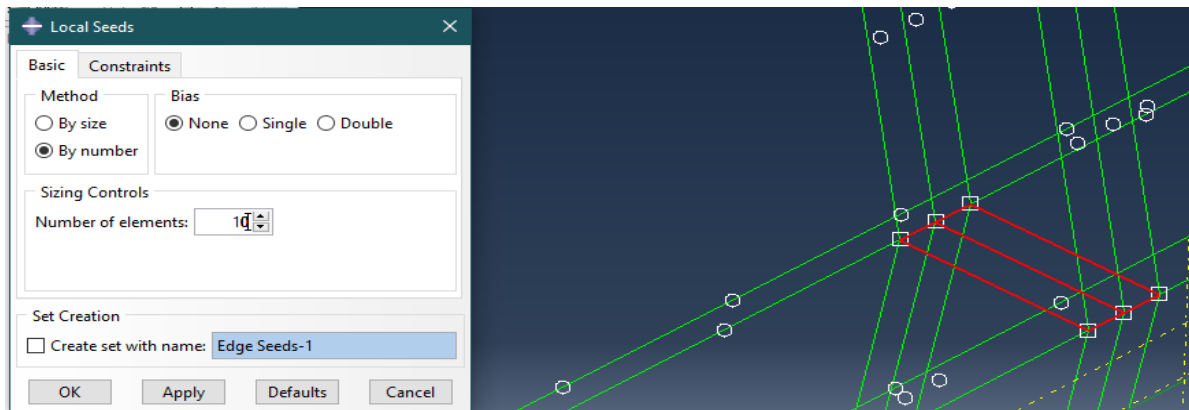 Local Seeds
Basic Constraints
Method Bias
By size None Single Double
By number
Sizing Controls
Number of elements: 10
Set Creation
Create set with name: Edge Seeds-1
OK Apply Defaults Cancel